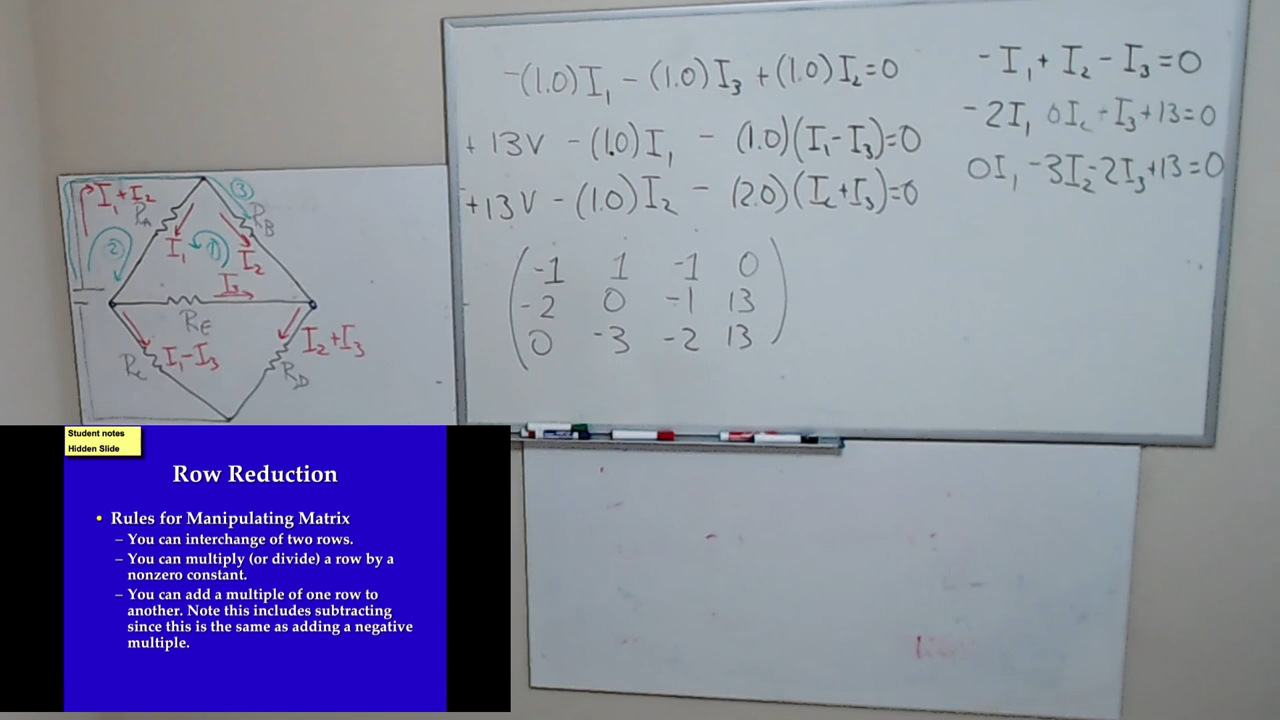 -(1.0)I₁ - (1.0)I₃ +(1.0)I₂=0
+13V -(1.0)I₁ - (1.0)(I₁-I₃)=0
+13V -(1.0)I₂ - (2.0)(I₂+I₃)=0
-1 1 -1 0
-2 0 -1 13
0 -3 -2 13
-I₁+I₂-I₃=0
-2I₁ 0I₂ -I₃+13=0
0I₁ -3I₂-2I₃+13=0
I₁+I₂
R_A
③
R_B
②
I₁
①
I₂
I₃
R_E
I₁-I₃
I₂+I₃
R_C
R_D
Student notes
Hidden Slide
Row Reduction
• Rules for Manipulating Matrix
– You can interchange of two rows.
– You can multiply (or divide) a row by a
nonzero constant.
– You can add a multiple of one row to
another. Note this includes subtracting
since this is the same as adding a negative
multiple.